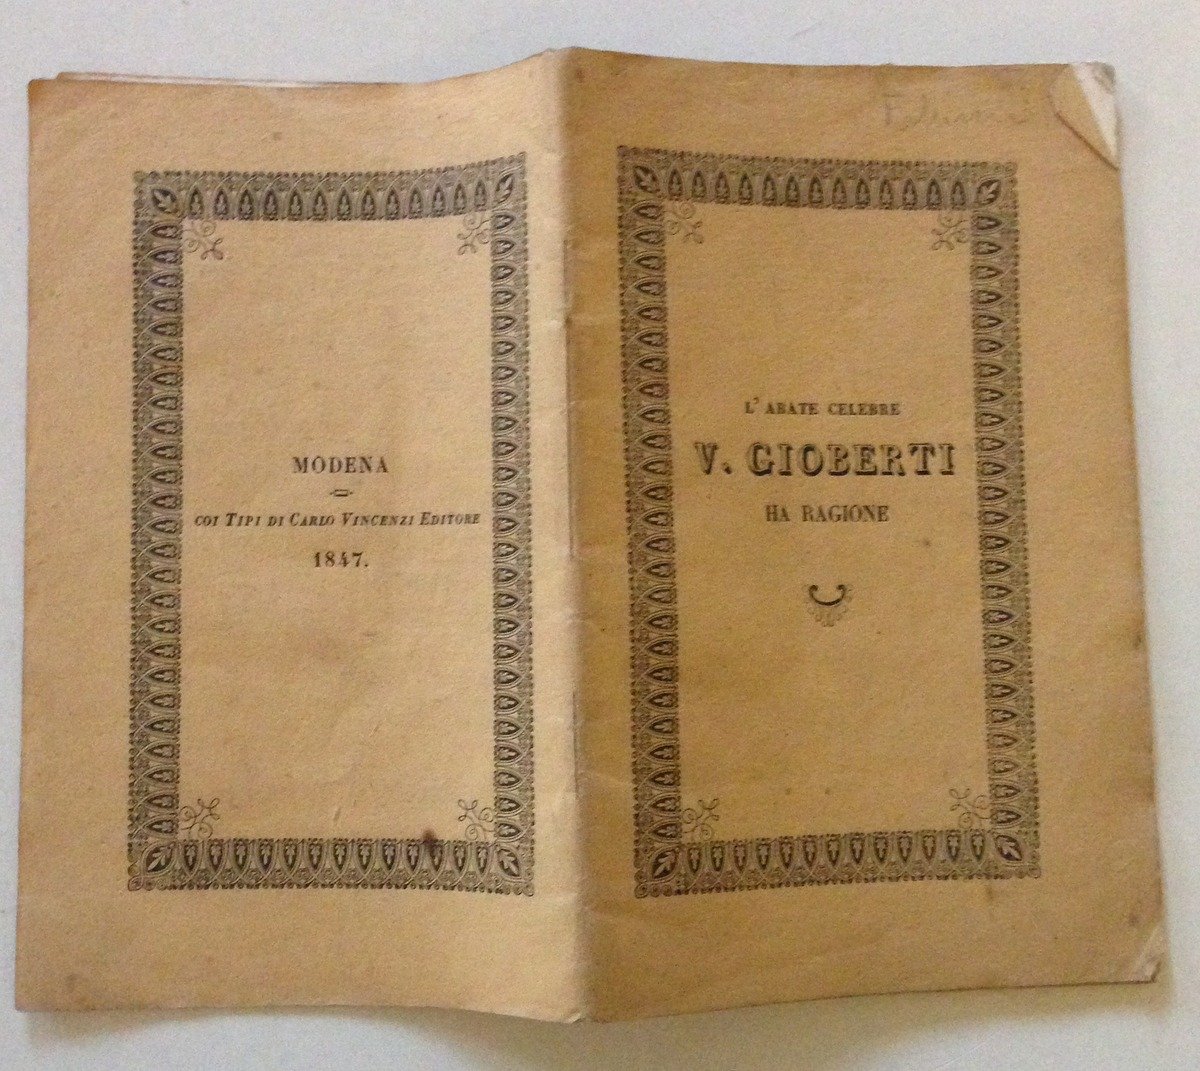 MODENA
COI TIPI DI CARLO VINCENZI EDITORE
1847.
L' ABATE CELEBRE
V. GIOBERTI
HA RAGIONE